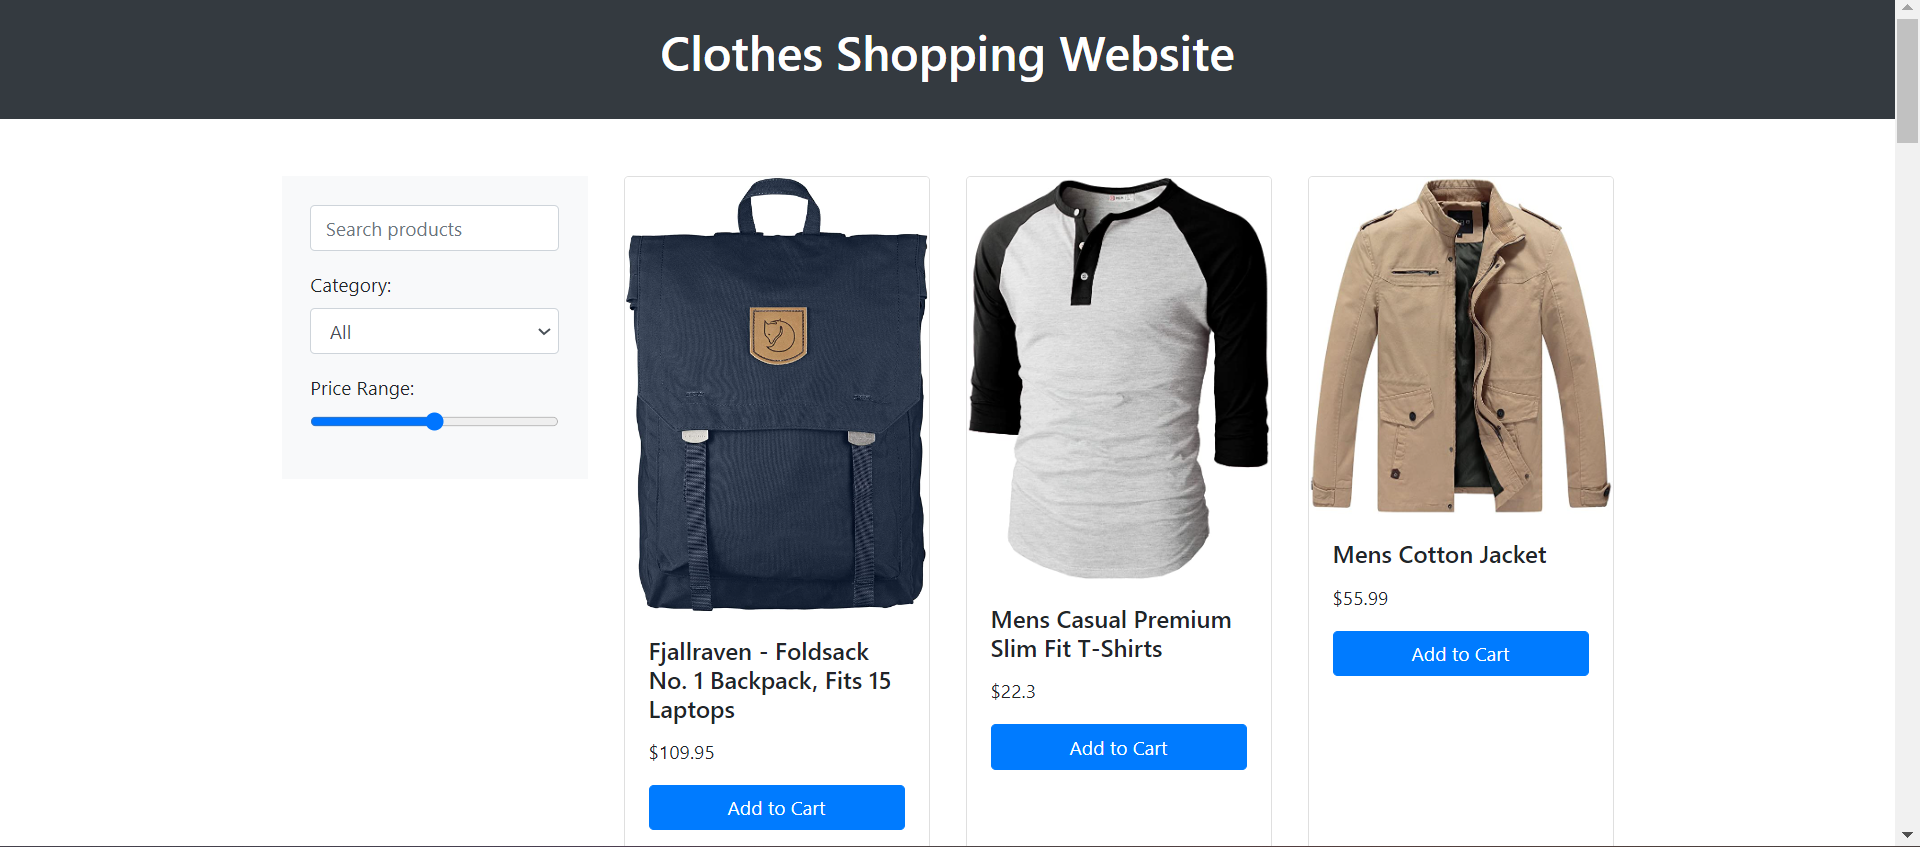 Clothes Shopping Website
Search products
Category:
All
Price Range:
Fjallraven - Foldsack
No. 1 Backpack, Fits 15
Laptops
$109.95
Add to Cart
Mens Casual Premium
Slim Fit T-Shirts
$22.3
Add to Cart
Mens Cotton Jacket
$55.99
Add to Cart